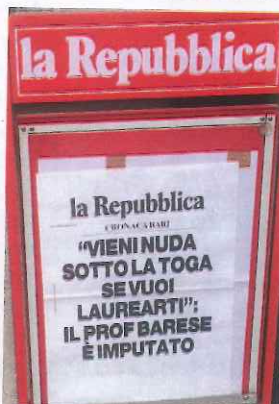 la Repubblica
la Repubblica
CRONACA BARI
"VIENI NUDA
SOTTO LA TOGA
SE VUOI
LAUREARTI":
IL PROF BARESE
È IMPUTATO